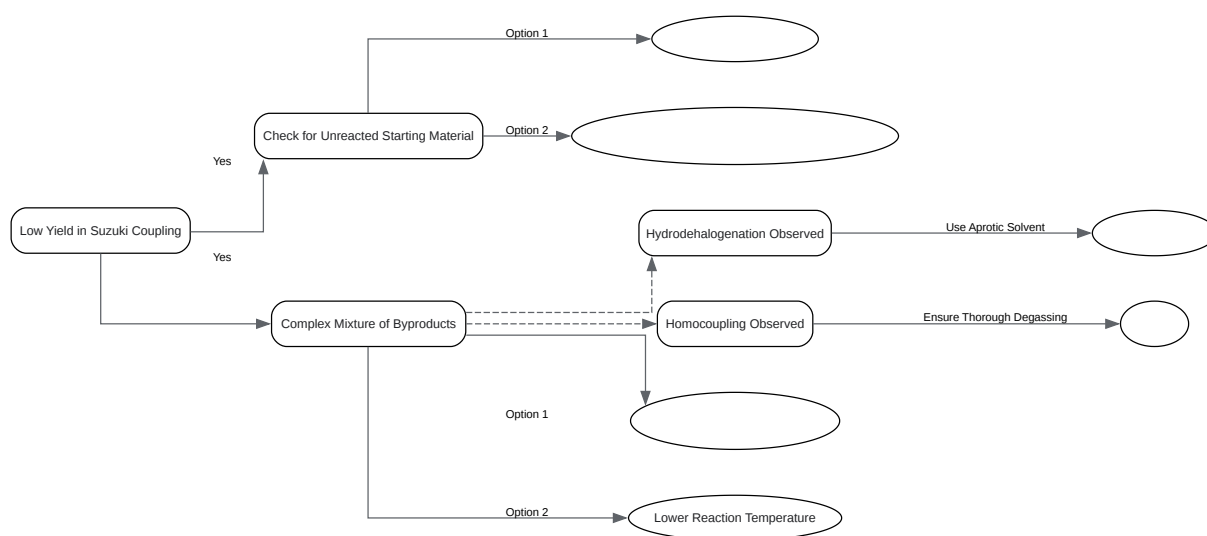 Option 1
Check for Unreacted Starting Material
Option 2
Yes
Low Yield in Suzuki Coupling
Hydrodehalogenation Observed
Use Aprotic Solvent
Yes
Complex Mixture of Byproducts
Homocoupling Observed
Ensure Thorough Degassing
Option 1
Option 2
Lower Reaction Temperature